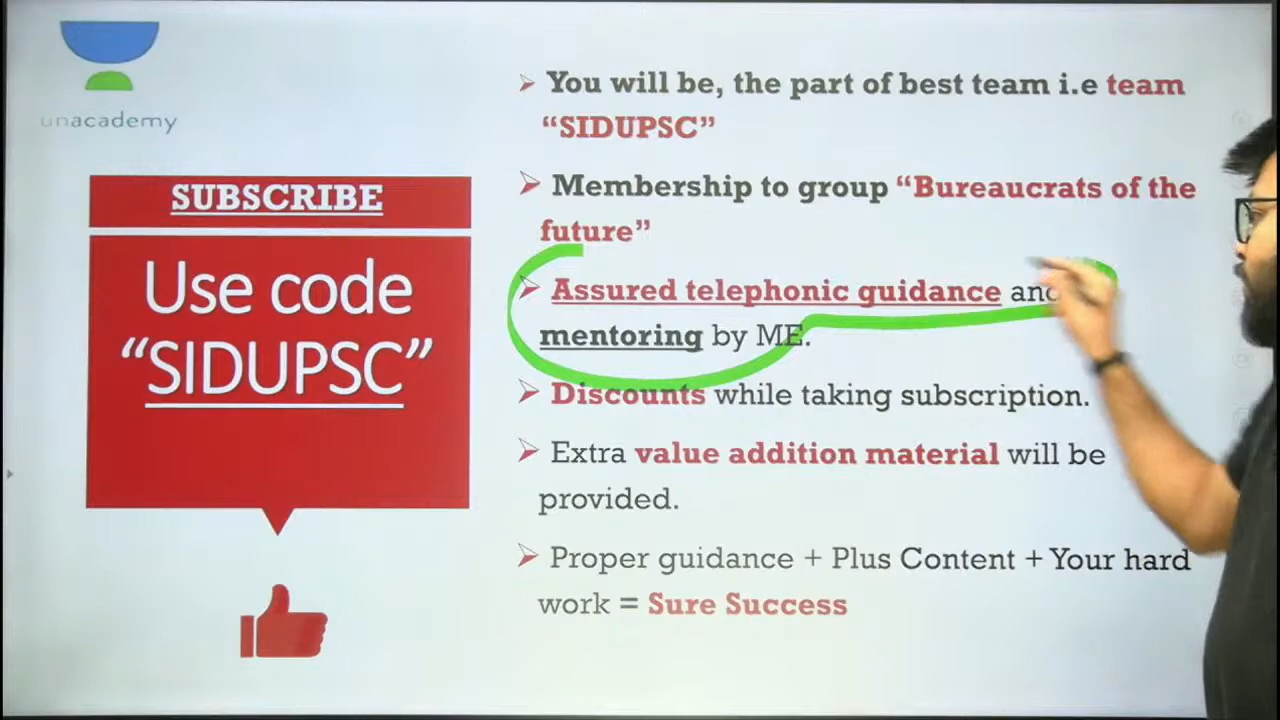 unacademy
SUBSCRIBE
Use code
“SIDUPSC”
You will be, the part of best team i.e team
“SIDUPSC”
Membership to group “Bureaucrats of the
future”
Assured telephonic guidance and
mentoring by ME.
Discounts while taking subscription.
Extra value addition material will be
provided.
Proper guidance + Plus Content + Your hard
work = Sure Success